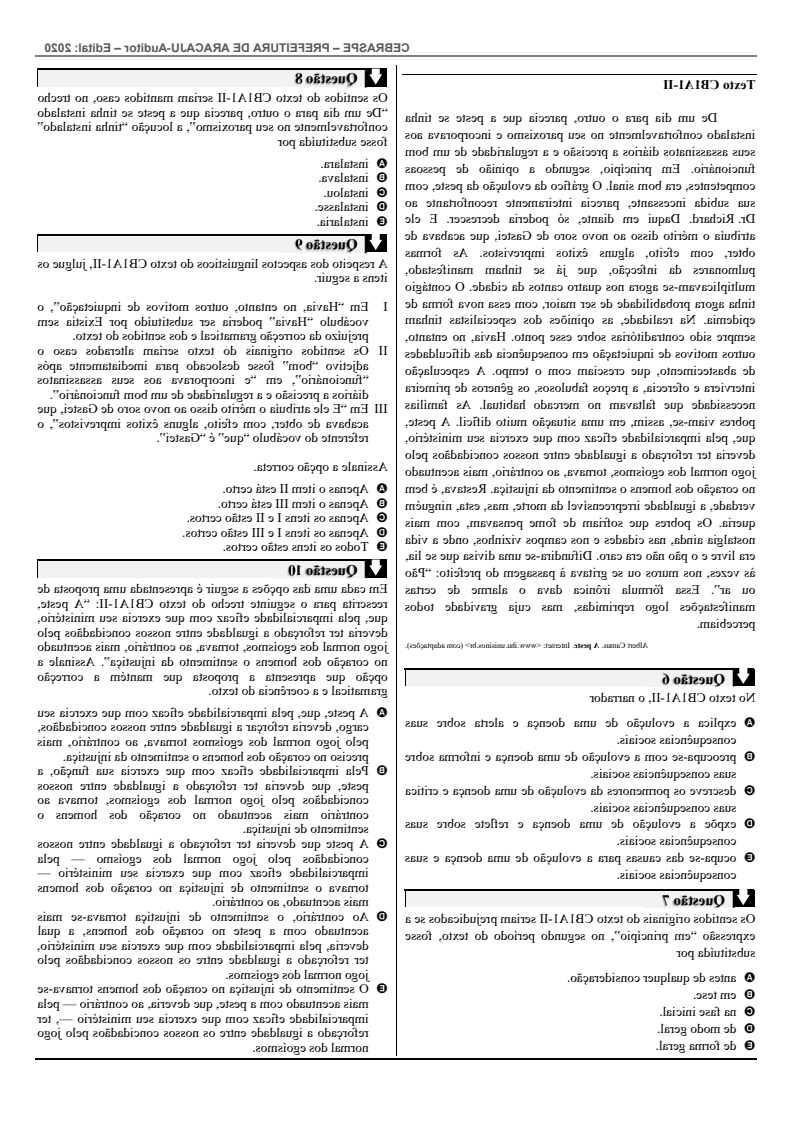 CEBRASPE – PREFEITURA DE ARACAJU-Auditor – Edital: 2020
Texto CB1A1-II
De um dia para o outro, parecia que a peste se tinha
instalado confortavelmente no seu paroxismo e incorporava aos
seus assassinatos diários a precisão e a regularidade de um bom
funcionário. Em princípio, segundo a opinião de pessoas
competentes, era bom sinal. O gráfico da evolução da peste, com
sua subida incessante, parecia inteiramente reconfortante ao
Dr. Richard. Daqui em diante, só poderia decrescer. E ele
atribuía o mérito disso ao novo soro de Gastei, que acabava de
obter, com efeito, alguns êxitos imprevistos. As formas
pulmonares da infecção, que já se tinham manifestado,
multiplicavam-se agora nos quatro cantos da cidade. O contágio
tinha agora probabilidade de ser maior, com essa nova forma de
epidemia. Na realidade, as opiniões dos especialistas tinham
sempre sido contraditórias sobre esse ponto. Havia, no entanto,
outros motivos de inquietação em consequência das dificuldades
de abastecimento, que cresciam com o tempo. A especulação
interviera e oferecia, a preços fabulosos, os gêneros de primeira
necessidade que faltavam no mercado habitual. As famílias
pobres viam-se, assim, em uma situação muito difícil. A peste,
que, pela imparcialidade eficaz com que exercia seu ministério,
deveria ter reforçado a igualdade entre nossos concidadãos pelo
jogo normal dos egoísmos, tornava, ao contrário, mais acentuado
no coração dos homens o sentimento da injustiça. Restava, é bem
verdade, a igualdade irrepreensível da morte, mas, esta, ninguém
queria. Os pobres que sofriam de fome pensavam, com mais
nostalgia ainda, nas cidades e nos campos vizinhos, onde a vida
era livre e o pão não era caro. Difundira-se uma divisa que se lia,
às vezes, nos muros ou se gritava à passagem do prefeito: “Pão
ou ar”. Essa fórmula irônica dava o alarme de certas
manifestações logo reprimidas, mas cuja gravidade todos
percebiam.
Albert Camus. A peste. Internet: <www.ihu.unisinos.br> (com adaptações).
Questão 6
No texto CB1A1-II, o narrador
A explica a evolução de uma doença e alerta sobre suas
consequências sociais.
B preocupa-se com a evolução de uma doença e informa sobre
suas consequências sociais.
C descreve os pormenores da evolução de uma doença e critica
suas consequências sociais.
D expõe a evolução de uma doença e reflete sobre suas
consequências sociais.
E ocupa-se das causas para a evolução de uma doença e suas
consequências sociais.
Questão 7
Os sentidos originais do texto CB1A1-II seriam prejudicados se a
expressão “em princípio”, no segundo período do texto, fosse
substituída por
A antes de qualquer consideração.
B em tese.
C na fase inicial.
D de modo geral.
E de forma geral.
Questão 8
Os sentidos do texto CB1A1-II seriam mantidos caso, no trecho
“De um dia para o outro, parecia que a peste se tinha instalado
confortavelmente no seu paroxismo”, a locução “tinha instalado”
fosse substituída por
A instalara.
B instalava.
C instalou.
D instalasse.
E instalaria.
Questão 9
A respeito dos aspectos linguísticos do texto CB1A1-II, julgue os
itens a seguir.
I Em “Havia, no entanto, outros motivos de inquietação”, o
vocábulo “Havia” poderia ser substituído por Existia sem
prejuízo da correção gramatical e dos sentidos do texto.
II Os sentidos originais do texto seriam alterados caso o
adjetivo “bom” fosse deslocado para imediatamente após
“funcionário”, em “e incorporava aos seus assassinatos
diários a precisão e a regularidade de um bom funcionário”.
III Em “E ele atribuía o mérito disso ao novo soro de Gastei, que
acabava de obter, com efeito, alguns êxitos imprevistos”, o
referente do vocábulo “que” é “Gastei”.
Assinale a opção correta.
A Apenas o item II está certo.
B Apenas o item III está certo.
C Apenas os itens I e II estão certos.
D Apenas os itens I e III estão certos.
E Todos os itens estão certos.
Questão 10
Em cada uma das opções a seguir é apresentada uma proposta de
reescrita para o seguinte trecho do texto CB1A1-II: “A peste,
que, pela imparcialidade eficaz com que exercia seu ministério,
deveria ter reforçado a igualdade entre nossos concidadãos pelo
jogo normal dos egoísmos, tornava, ao contrário, mais acentuado
no coração dos homens o sentimento da injustiça”. Assinale a
opção que apresenta a proposta que mantém a correção
gramatical e a coerência do texto.
A A peste, que, pela imparcialidade eficaz com que exercia seu
cargo, deveria reforçar a igualdade entre nossos concidadãos,
pelo jogo normal dos egoísmos tornava, ao contrário, mais
preciso no coração dos homens o sentimento da injustiça.
B Pela imparcialidade eficaz com que exercia sua função, a
peste, que deveria ter reforçado a igualdade entre nossos
concidadãos pelo jogo normal dos egoísmos, tornava ao
contrário mais acentuado no coração dos homens o
sentimento de injustiça.
C A peste que deveria ter reforçado a igualdade entre nossos
concidadãos pelo jogo normal dos egoísmo — pela
imparcialidade eficaz com que exercia seu ministério —
tornava o sentimento de injustiça no coração dos homens
mais acentuado, ao contrário.
D Ao contrário, o sentimento de injustiça tornava-se mais
acentuado com a peste no coração dos homens, a qual
deveria, pela imparcialidade com que exercia seu ministério,
ter reforçado a igualdade entre os nossos concidadãos pelo
jogo normal dos egoísmos.
E O sentimento de injustiça no coração dos homens tornava-se
mais acentuado com a peste, que deveria, ao contrário — pela
imparcialidade eficaz com que exercia seu ministério —, ter
reforçado a igualdade entre os nossos concidadãos pelo jogo
normal dos egoísmos.